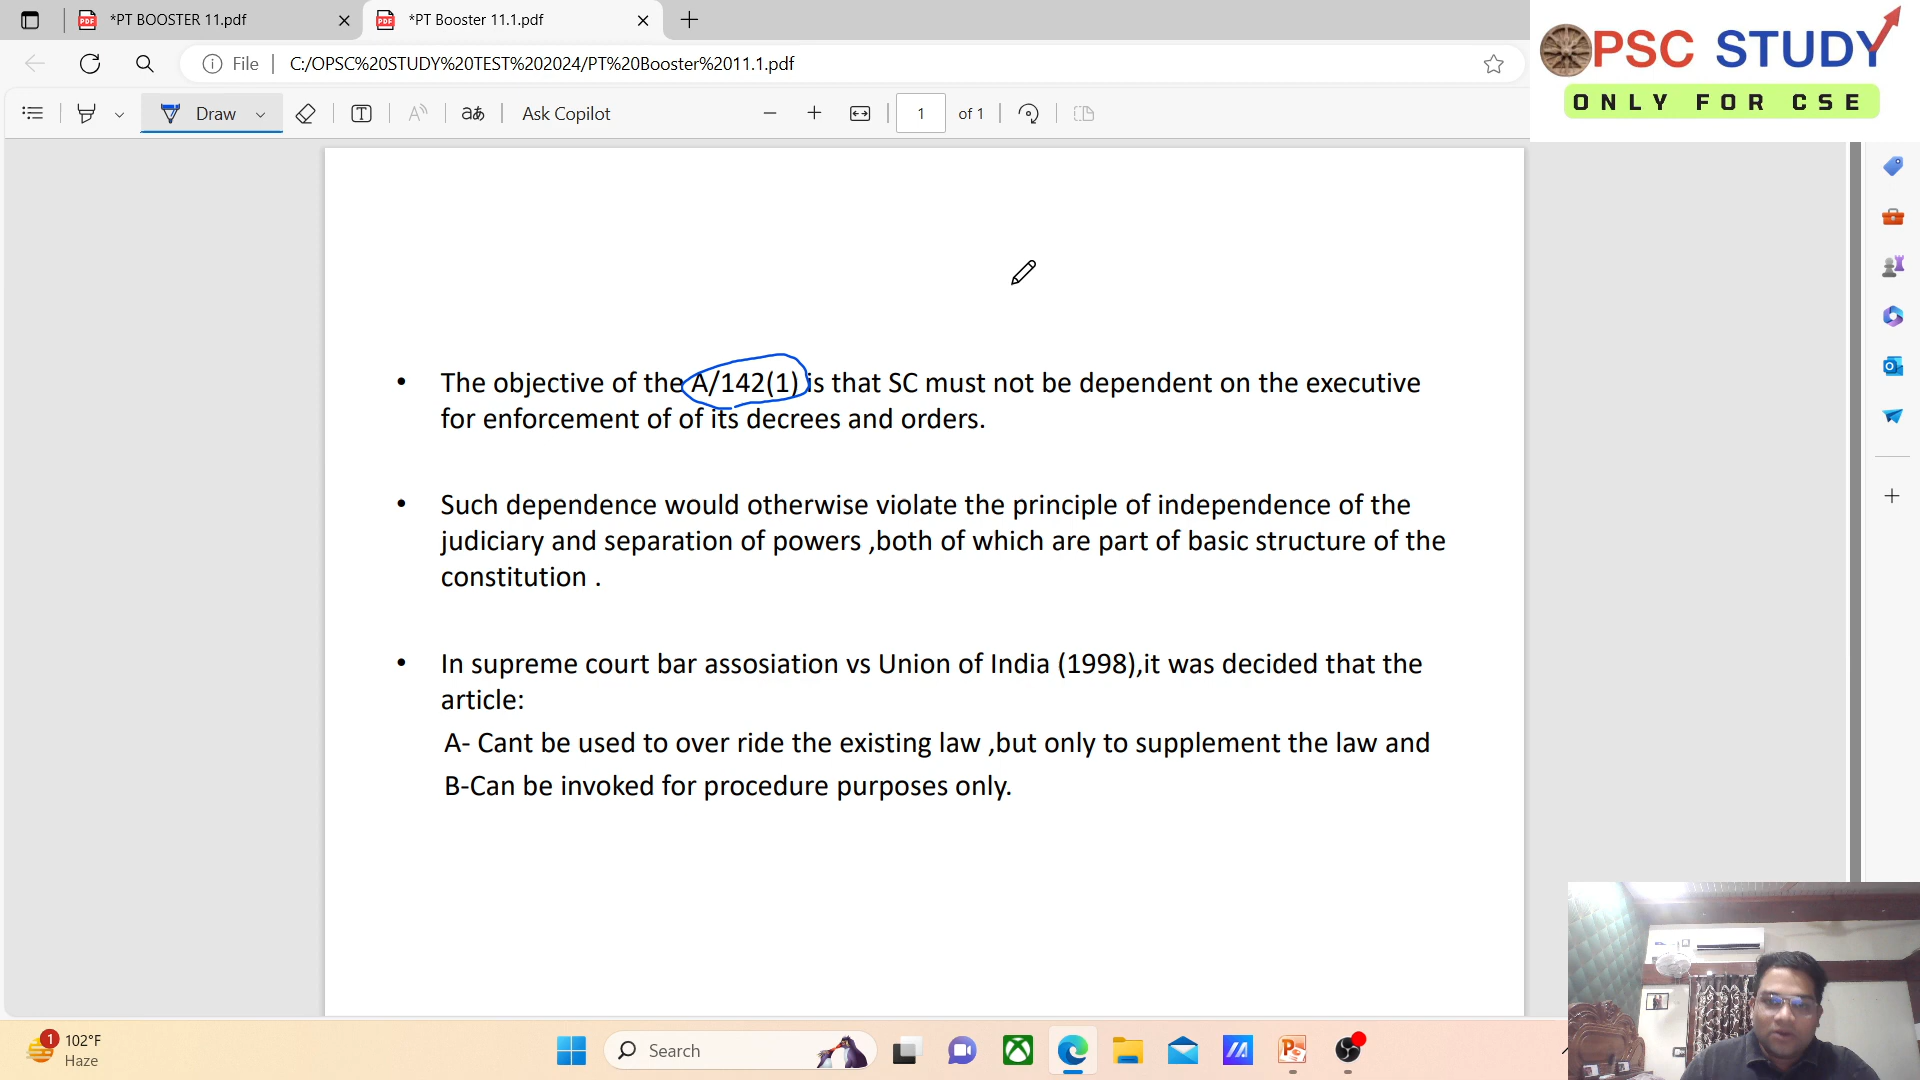 *PT BOOSTER 11.pdf
*PT Booster 11.1.pdf
PSC STUDY
ONLY FOR CSE
File
C:/OPSC%20STUDY%20TEST%202024/PT%20Booster%2011.1.pdf
Draw
Ask Copilot
1 of 1
• The objective of the A/142(1) is that SC must not be dependent on the executive
for enforcement of of its decrees and orders.
• Such dependence would otherwise violate the principle of independence of the
judiciary and separation of powers ,both of which are part of basic structure of the
constitution .
• In supreme court bar assosiation vs Union of India (1998),it was decided that the
article:
A- Cant be used to over ride the existing law ,but only to supplement the law and
B-Can be invoked for procedure purposes only.
1
102°F
Haze
Search